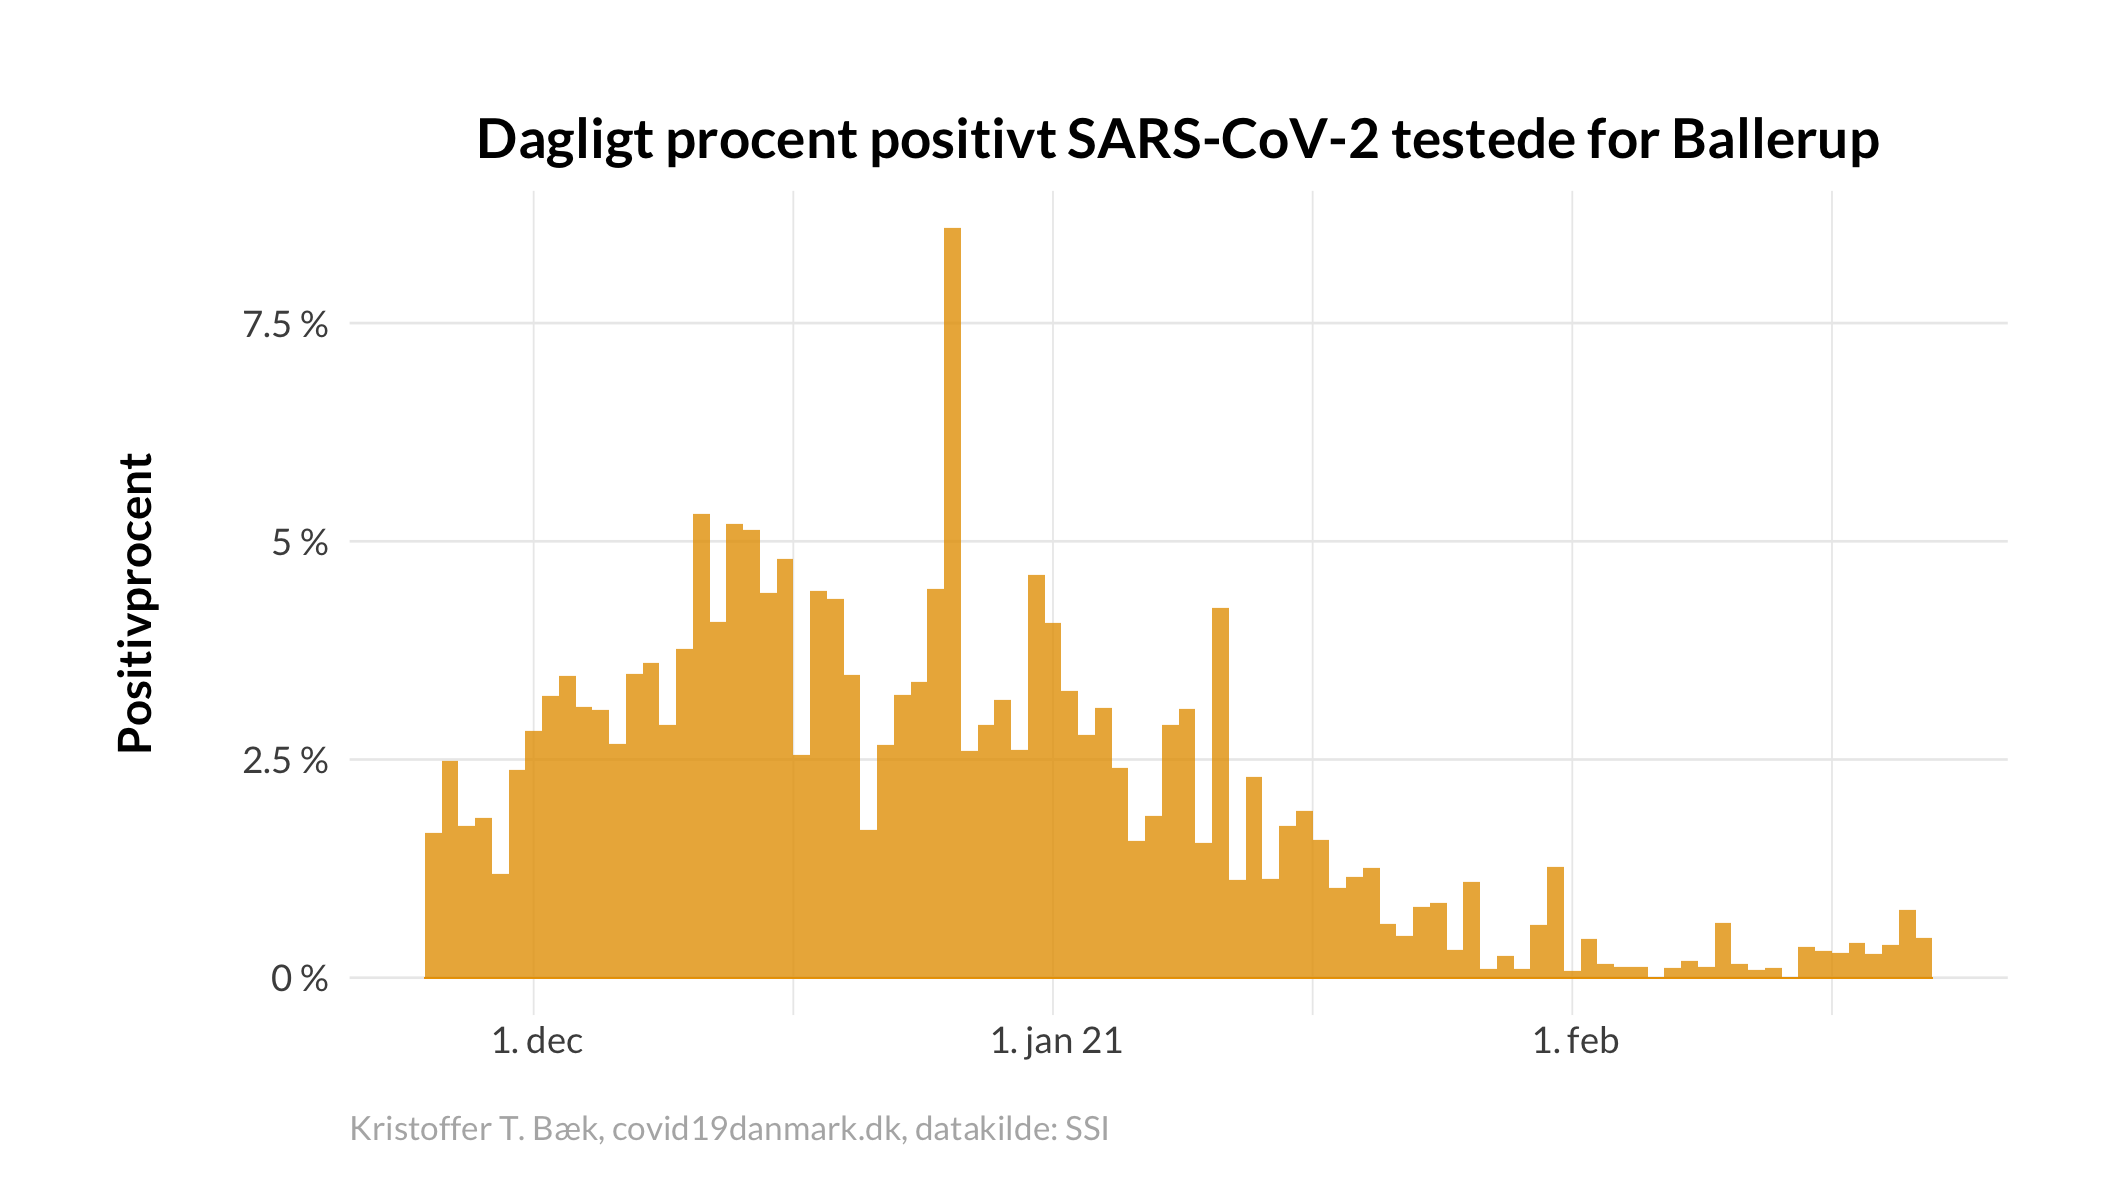 Dagligt procent positivt SARS-CoV-2 testede for Ballerup
Positivprocent
7.5 %
5 %
2.5 %
0 %
1. dec
1. jan 21
1. feb
Kristoffer T. Bæk, covid19danmark.dk, datakilde: SSI